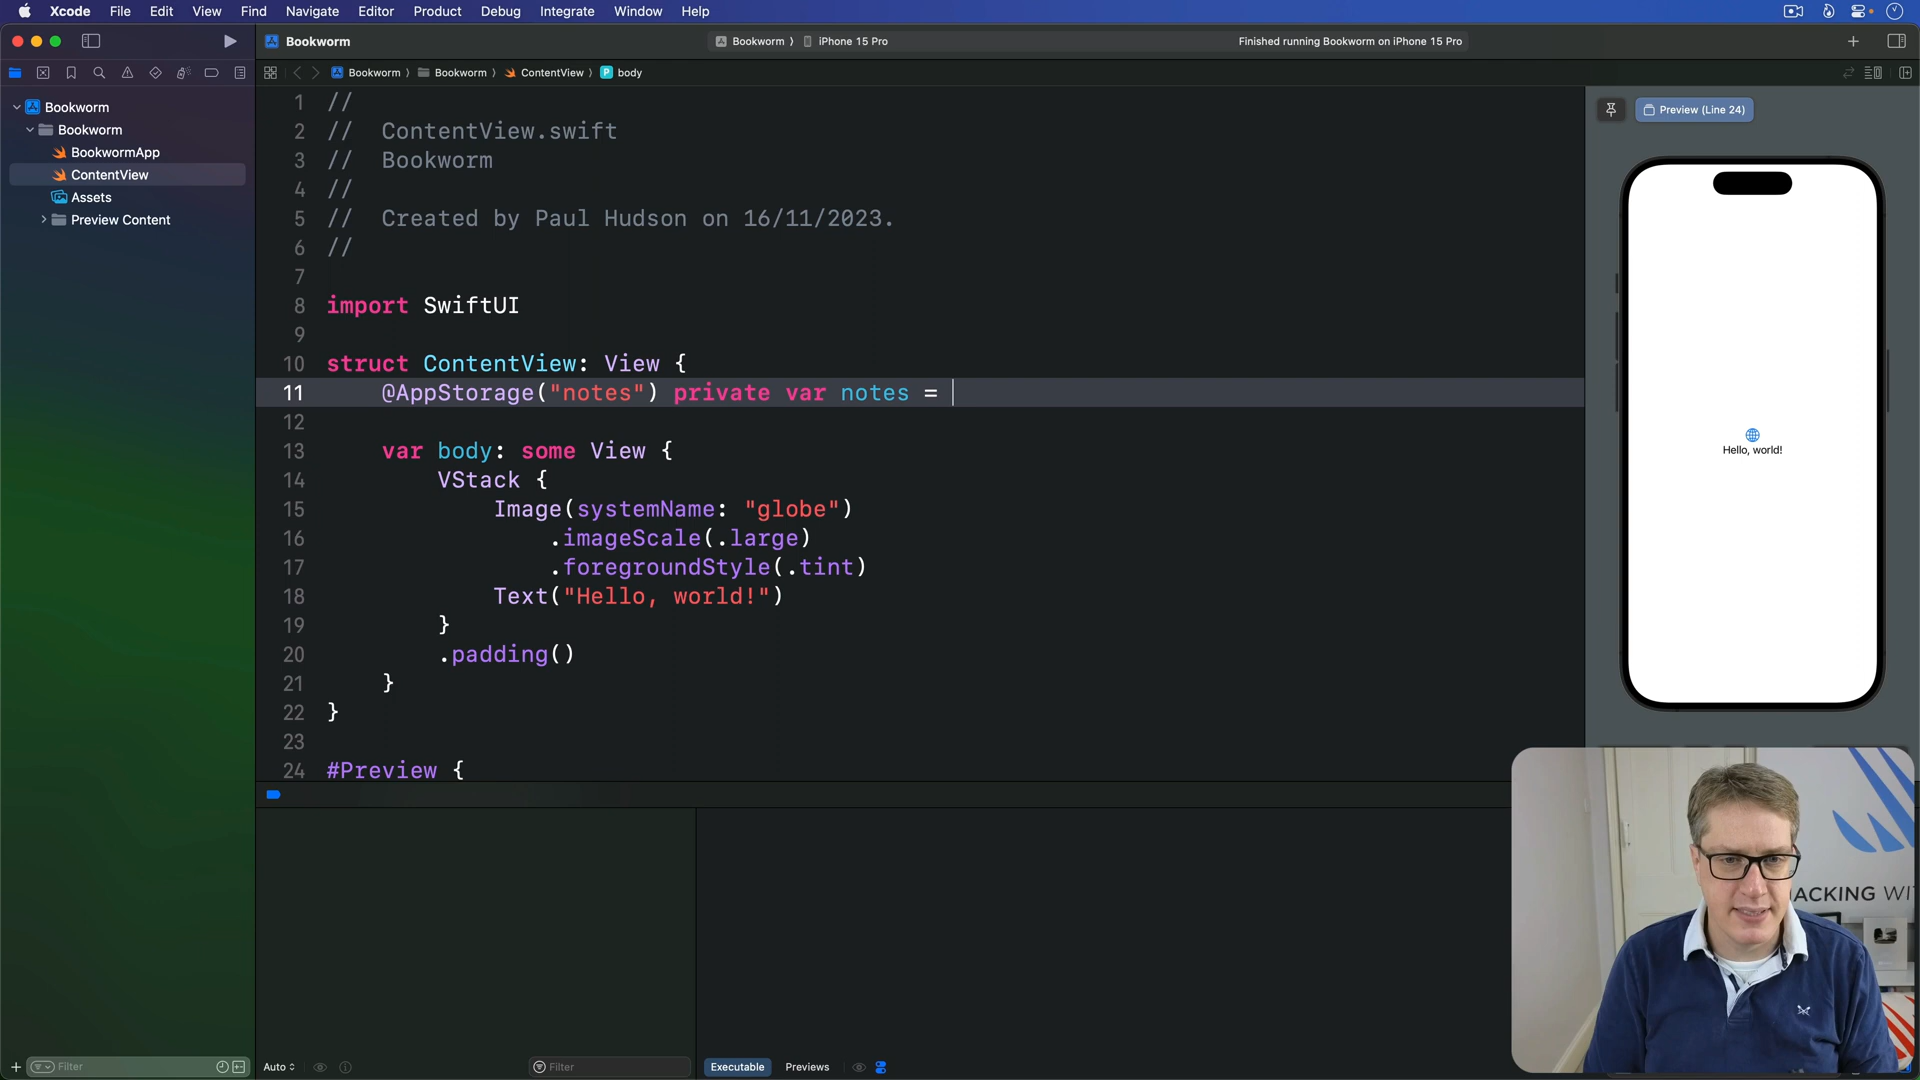 Xcode File Edit View Find Navigate Editor Product Debug Integrate Window Help
Bookworm
Bookworm 〉 iPhone 15 Pro
Finished running Bookworm on iPhone 15 Pro
Bookworm 〉 Bookworm 〉 ContentView 〉 P body
Bookworm
Bookworm
BookwormApp
ContentView
Assets
Preview Content
1 //
2 // ContentView.swift
3 // Bookworm
4 //
5 // Created by Paul Hudson on 16/11/2023.
6 //
7
8 import SwiftUI
9
10 struct ContentView: View {
11 @AppStorage("notes") private var notes =
12
13 var body: some View {
14 VStack {
15 Image(systemName: "globe")
16 .imageScale(.large)
17 .foregroundStyle(.tint)
18 Text("Hello, world!")
19 }
20 .padding()
21 }
22 }
23
24 #Preview {
Preview (Line 24)
Hello, world!
HACKING WI
Filter
Auto
Filter
Executable Previews